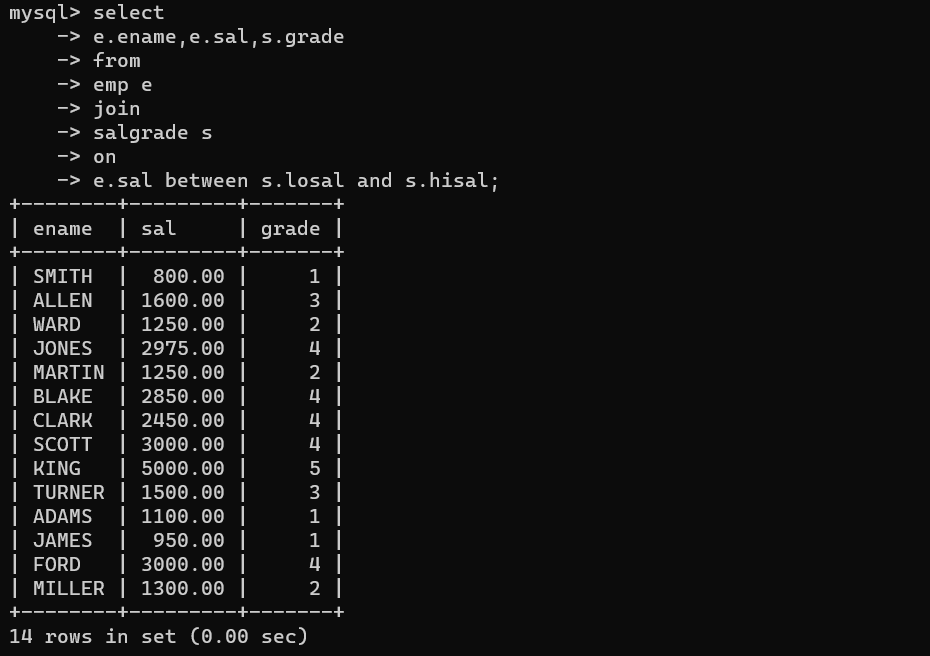 mysql> select
    -> e.ename,e.sal,s.grade
    -> from
    -> emp e
    -> join
    -> salgrade s
    -> on
    -> e.sal between s.losal and s.hisal;
+--------+---------+-------+
| ename  | sal     | grade |
+--------+---------+-------+
| SMITH  |  800.00 |     1 |
| ALLEN  | 1600.00 |     3 |
| WARD   | 1250.00 |     2 |
| JONES  | 2975.00 |     4 |
| MARTIN | 1250.00 |     2 |
| BLAKE  | 2850.00 |     4 |
| CLARK  | 2450.00 |     4 |
| SCOTT  | 3000.00 |     4 |
| KING   | 5000.00 |     5 |
| TURNER | 1500.00 |     3 |
| ADAMS  | 1100.00 |     1 |
| JAMES  |  950.00 |     1 |
| FORD   | 3000.00 |     4 |
| MILLER | 1300.00 |     2 |
+--------+---------+-------+
14 rows in set (0.00 sec)